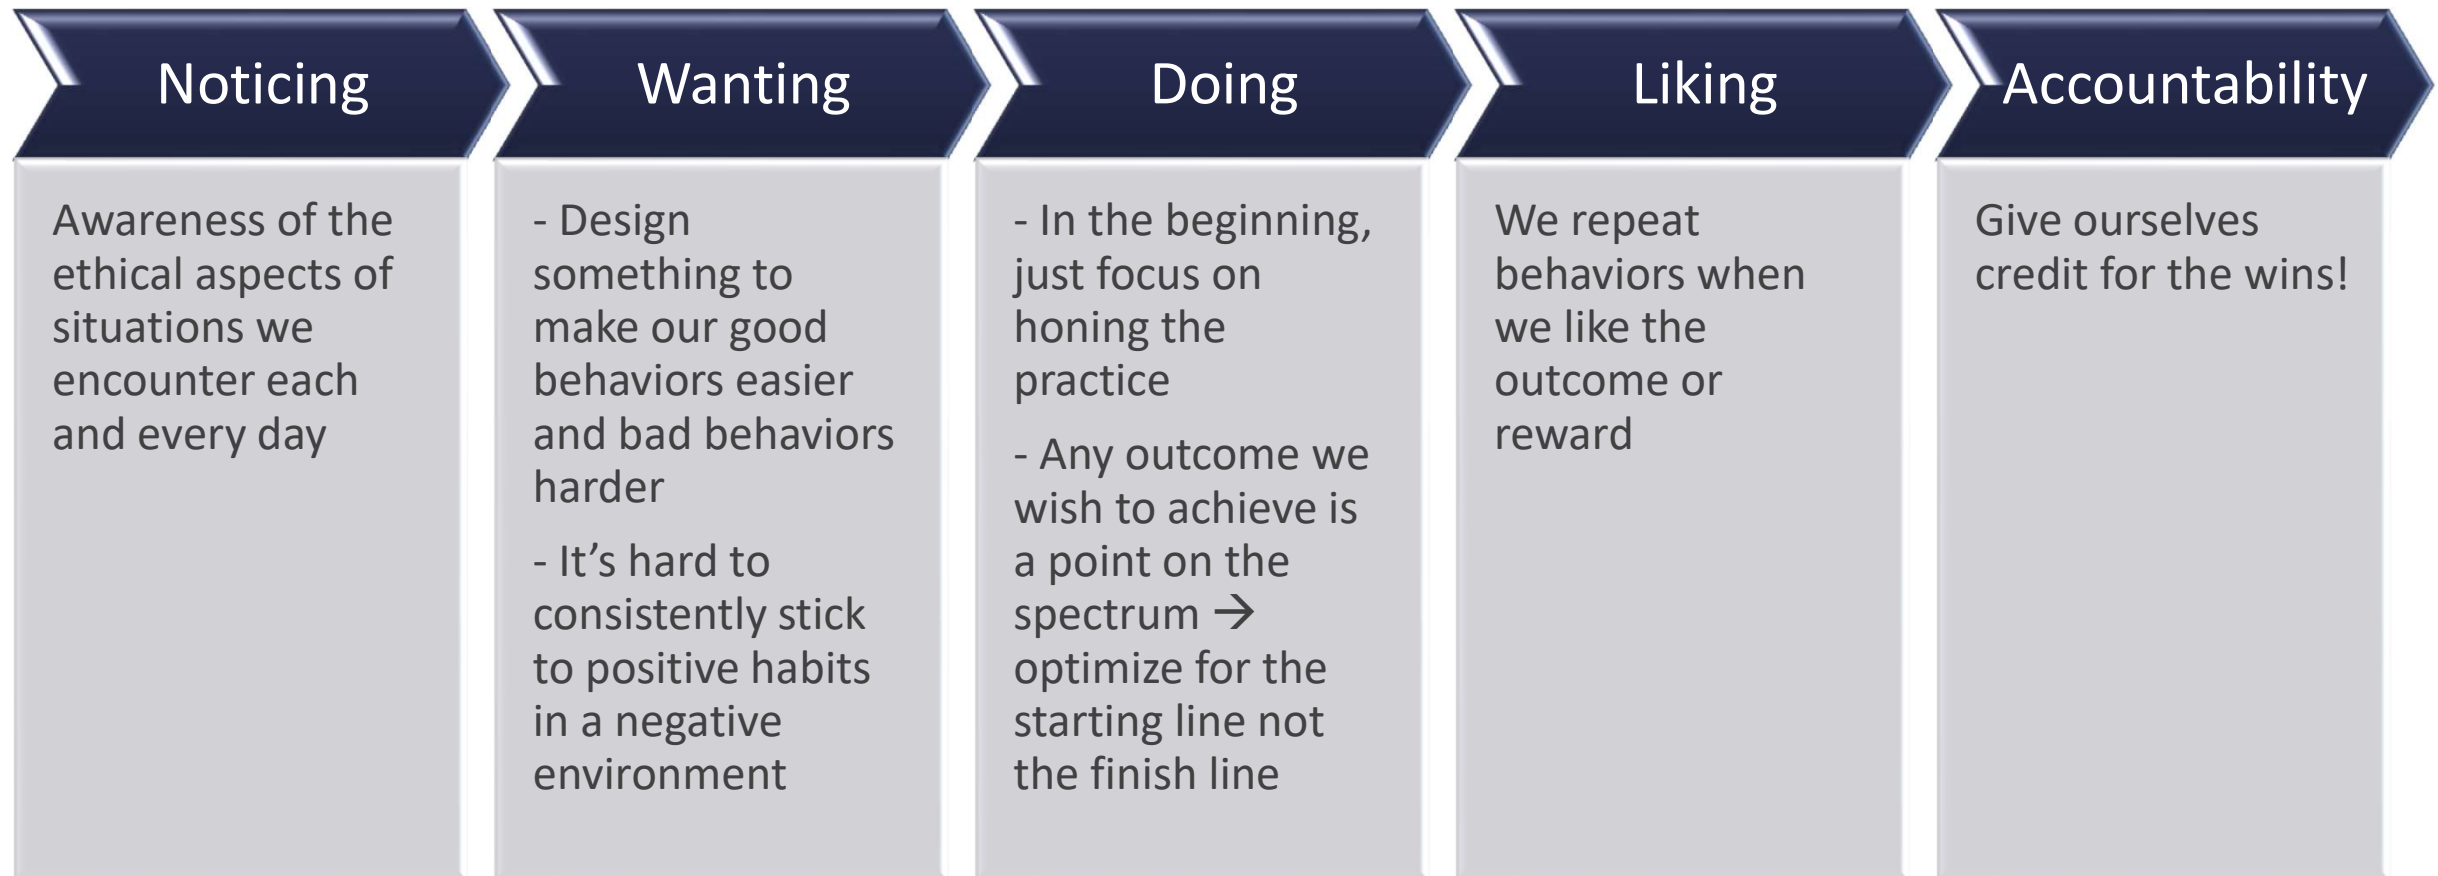 Noticing
Awareness of the
ethical aspects of
situations we
encounter each
and every day
Wanting
- Design
something to
make our good
behaviors easier
and bad behaviors
harder
- It’s hard to
consistently stick
to positive habits
in a negative
environment
Doing
- In the beginning,
just focus on
honing the
practice
- Any outcome we
wish to achieve is
a point on the
spectrum →
optimize for the
starting line not
the finish line
Liking
We repeat
behaviors when
we like the
outcome or
reward
Accountability
Give ourselves
credit for the wins!